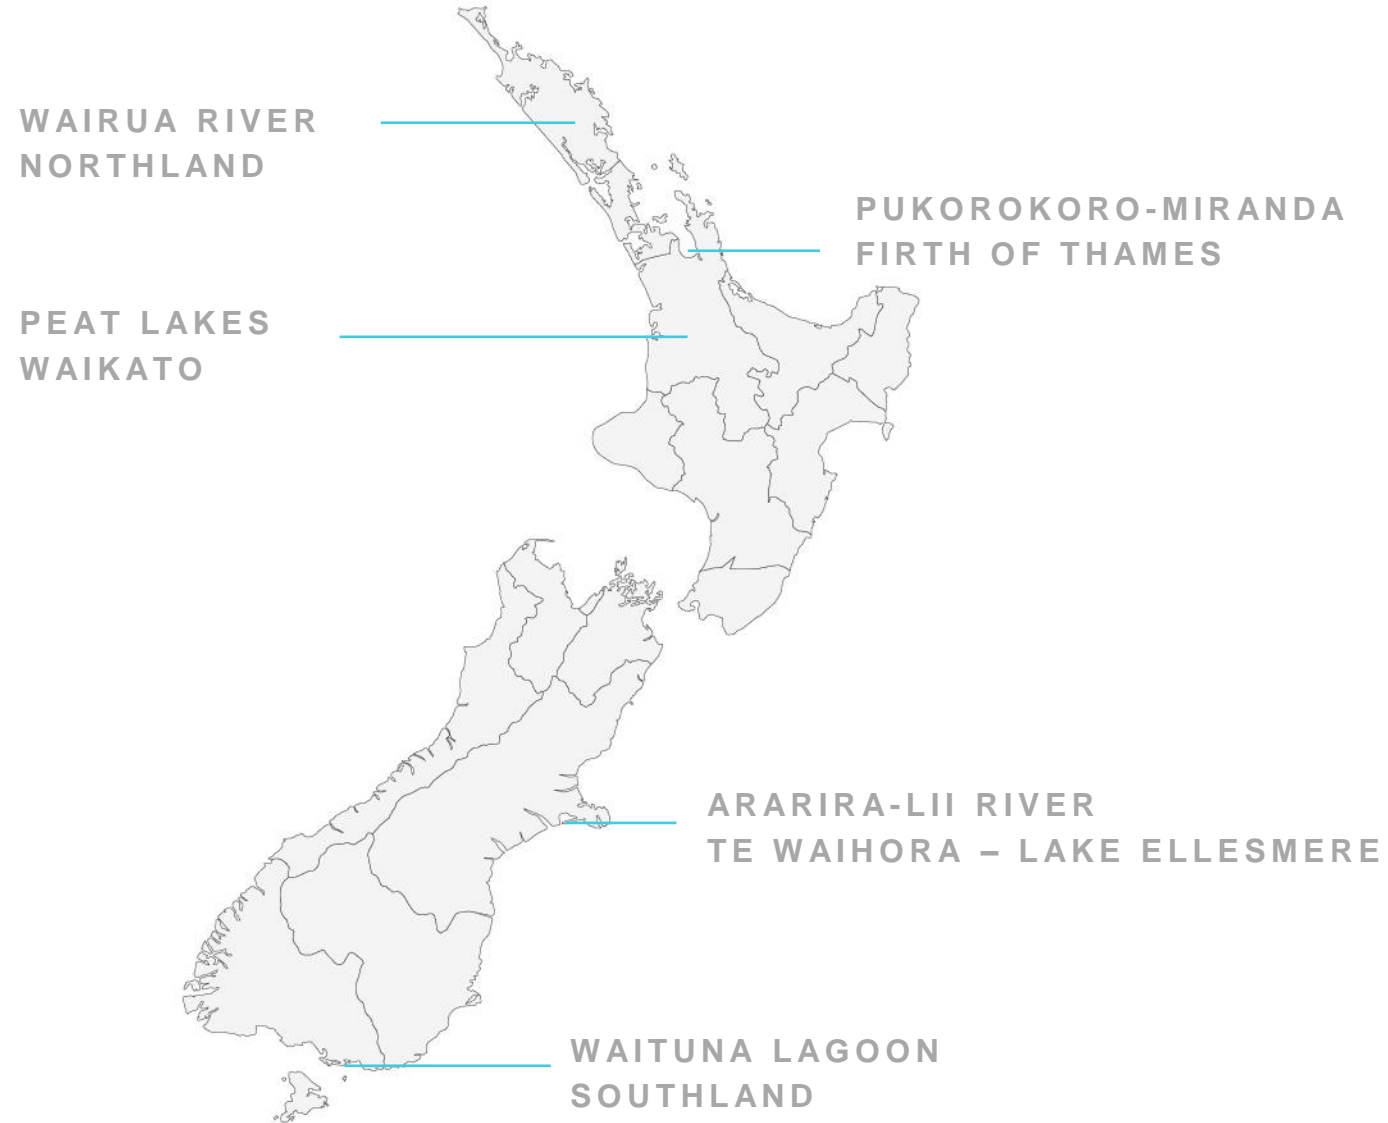 WAIRUA RIVER
NORTHLAND
PUKOROKORO-MIRANDA
FIRTH OF THAMES
PEAT LAKES
WAIKATO
ARARIRA-LII RIVER
TE WAIHORA – LAKE ELLESMERE
WAITUNA LAGOON
SOUTHLAND